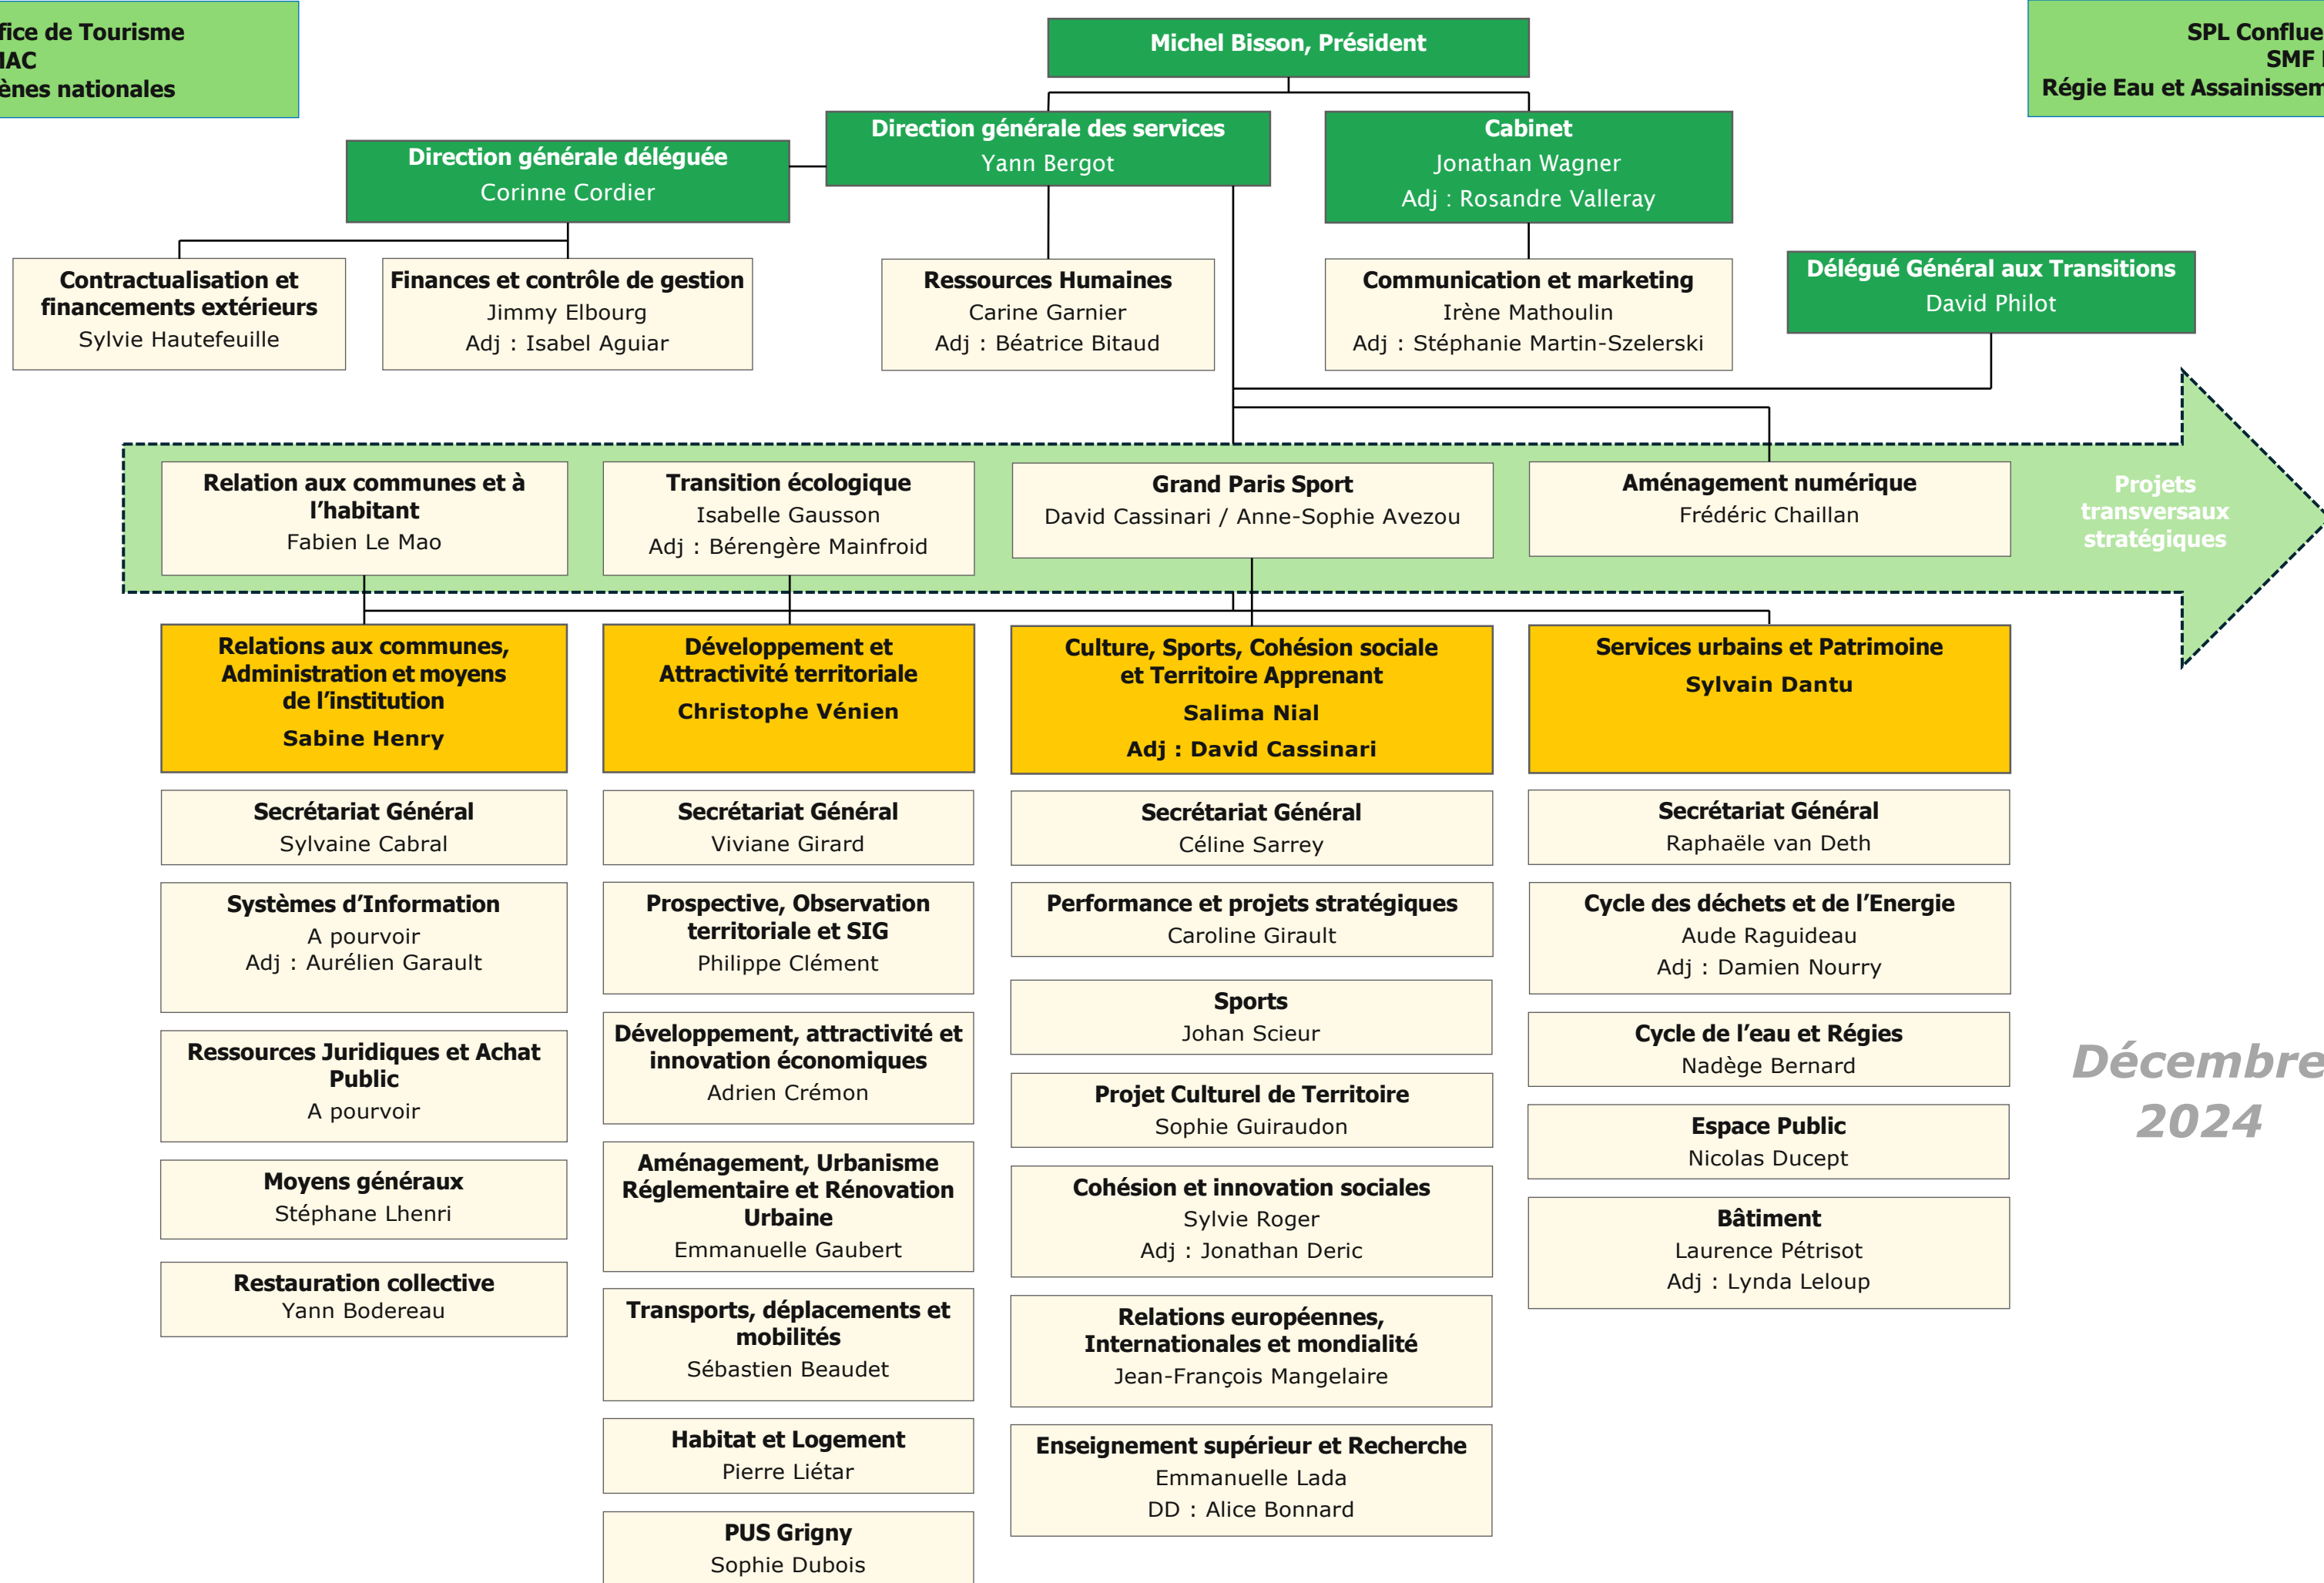 de Tourisme
ènes nationales
Michel Bisson, Président
SPL
SMF
Régie Eau et
Direction générale déléguée
Corinne Cordier
Direction générale des services
Yann Bergot
Cabinet
Jonathan Wagner
Adj : Rosandre Valleray
Contractualisation et
financements extérieurs
Sylvie Hautefeuille
Finances et contrôle de gestion
Jimmy Elbourg
Adj : Isabel Aguiar
Ressources Humaines
Carine Garnier
Adj : Béatrice Bitaud
Communication et marketing
Irène Mathoulin
Adj : Stéphanie Martin-Szelerski
Délégué Général aux Transitions
David Philot
Relation aux communes et à
l’habitant
Fabien Le Mao
Transition écologique
Isabelle Gausson
Adj : Bérengère Mainfroid
Grand Paris Sport
David Cassinari / Anne-Sophie Avezou
Aménagement numérique
Frédéric Chaillan
Projets
transversaux
stratégiques
Relations aux communes,
Administration et moyens
de l’institution
Sabine Henry
Secrétariat Général
Sylvaine Cabral
Systèmes d’Information
A pourvoir
Adj : Aurélien Garault
Ressources Juridiques et Achat
Public
A pourvoir
Moyens généraux
Stéphane Lhenri
Restauration collective
Yann Bodereau
Développement et
Attractivité territoriale
Christophe Vénien
Secrétariat Général
Viviane Girard
Prospective, Observation
territoriale et SIG
Philippe Clément
Développement, attractivité et
innovation économiques
Adrien Crémon
Aménagement, Urbanisme
Réglementaire et Rénovation
Urbaine
Emmanuelle Gaubert
Transports, déplacements et
mobilités
Sébastien Beaudet
Habitat et Logement
Pierre Liétar
PUS Grigny
Sophie Dubois
Culture, Sports, Cohésion sociale
et Territoire Apprenant
Salima Nial
Adj : David Cassinari
Secrétariat Général
Céline Sarrey
Performance et projets stratégiques
Caroline Girault
Sports
Johan Scieur
Projet Culturel de Territoire
Sophie Guiraudon
Cohésion et innovation sociales
Sylvie Roger
Adj : Jonathan Deric
Relations européennes,
Internationales et mondialité
Jean-François Mangelaire
Enseignement supérieur et Recherche
Emmanuelle Lada
DD : Alice Bonnard
Services urbains et Patrimoine
Sylvain Dantu
Secrétariat Général
Raphaële van Deth
Cycle des déchets et de l’Energie
Aude Raguideau
Adj : Damien Nourry
Cycle de l’eau et Régies
Nadège Bernard
Espace Public
Nicolas Ducept
Bâtiment
Laurence Pétrisot
Adj : Lynda Leloup
Décembre
2024